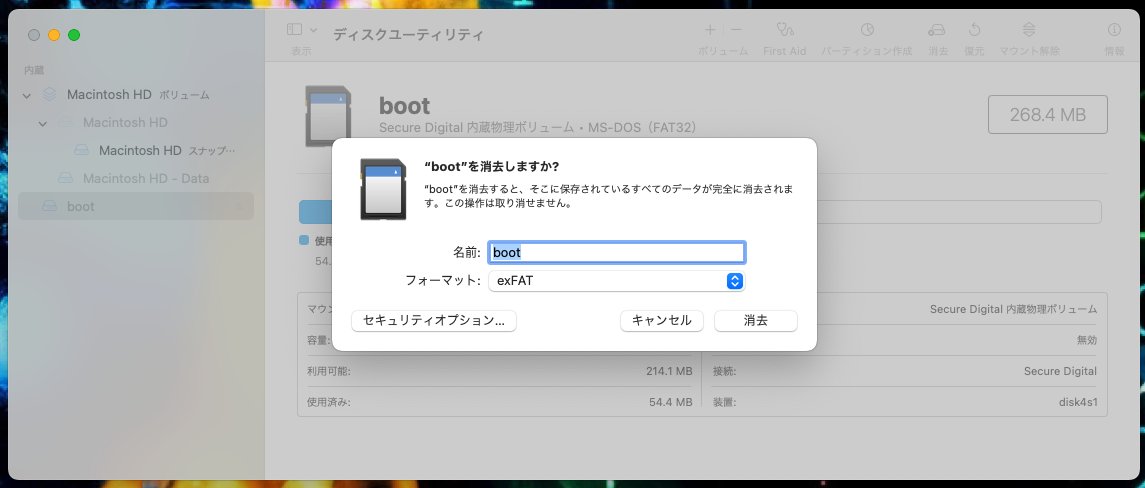 表示
ディスクユーティリティ
ボリューム
First Aid
パーティション作成
消去
復元
マウント解除
情報
内蔵
Macintosh HD ボリューム
Macintosh HD
Macintosh HD スナップ…
Macintosh HD – Data
boot
boot
Secure Digital 内蔵物理ボリューム • MS-DOS（FAT32）
268.4 MB
“boot”を消去しますか?
“boot”を消去すると、そこに保存されているすべてのデータが完全に消去されま
す。この操作は取り消せません。
名前: boot
フォーマット: exFAT
セキュリティオプション...
キャンセル
消去
使用
54.
マウン
Secure Digital 内蔵物理ボリューム
容量:
無効
利用可能: 214.1 MB
接続: Secure Digital
使用済み: 54.4 MB
装置: disk4s1